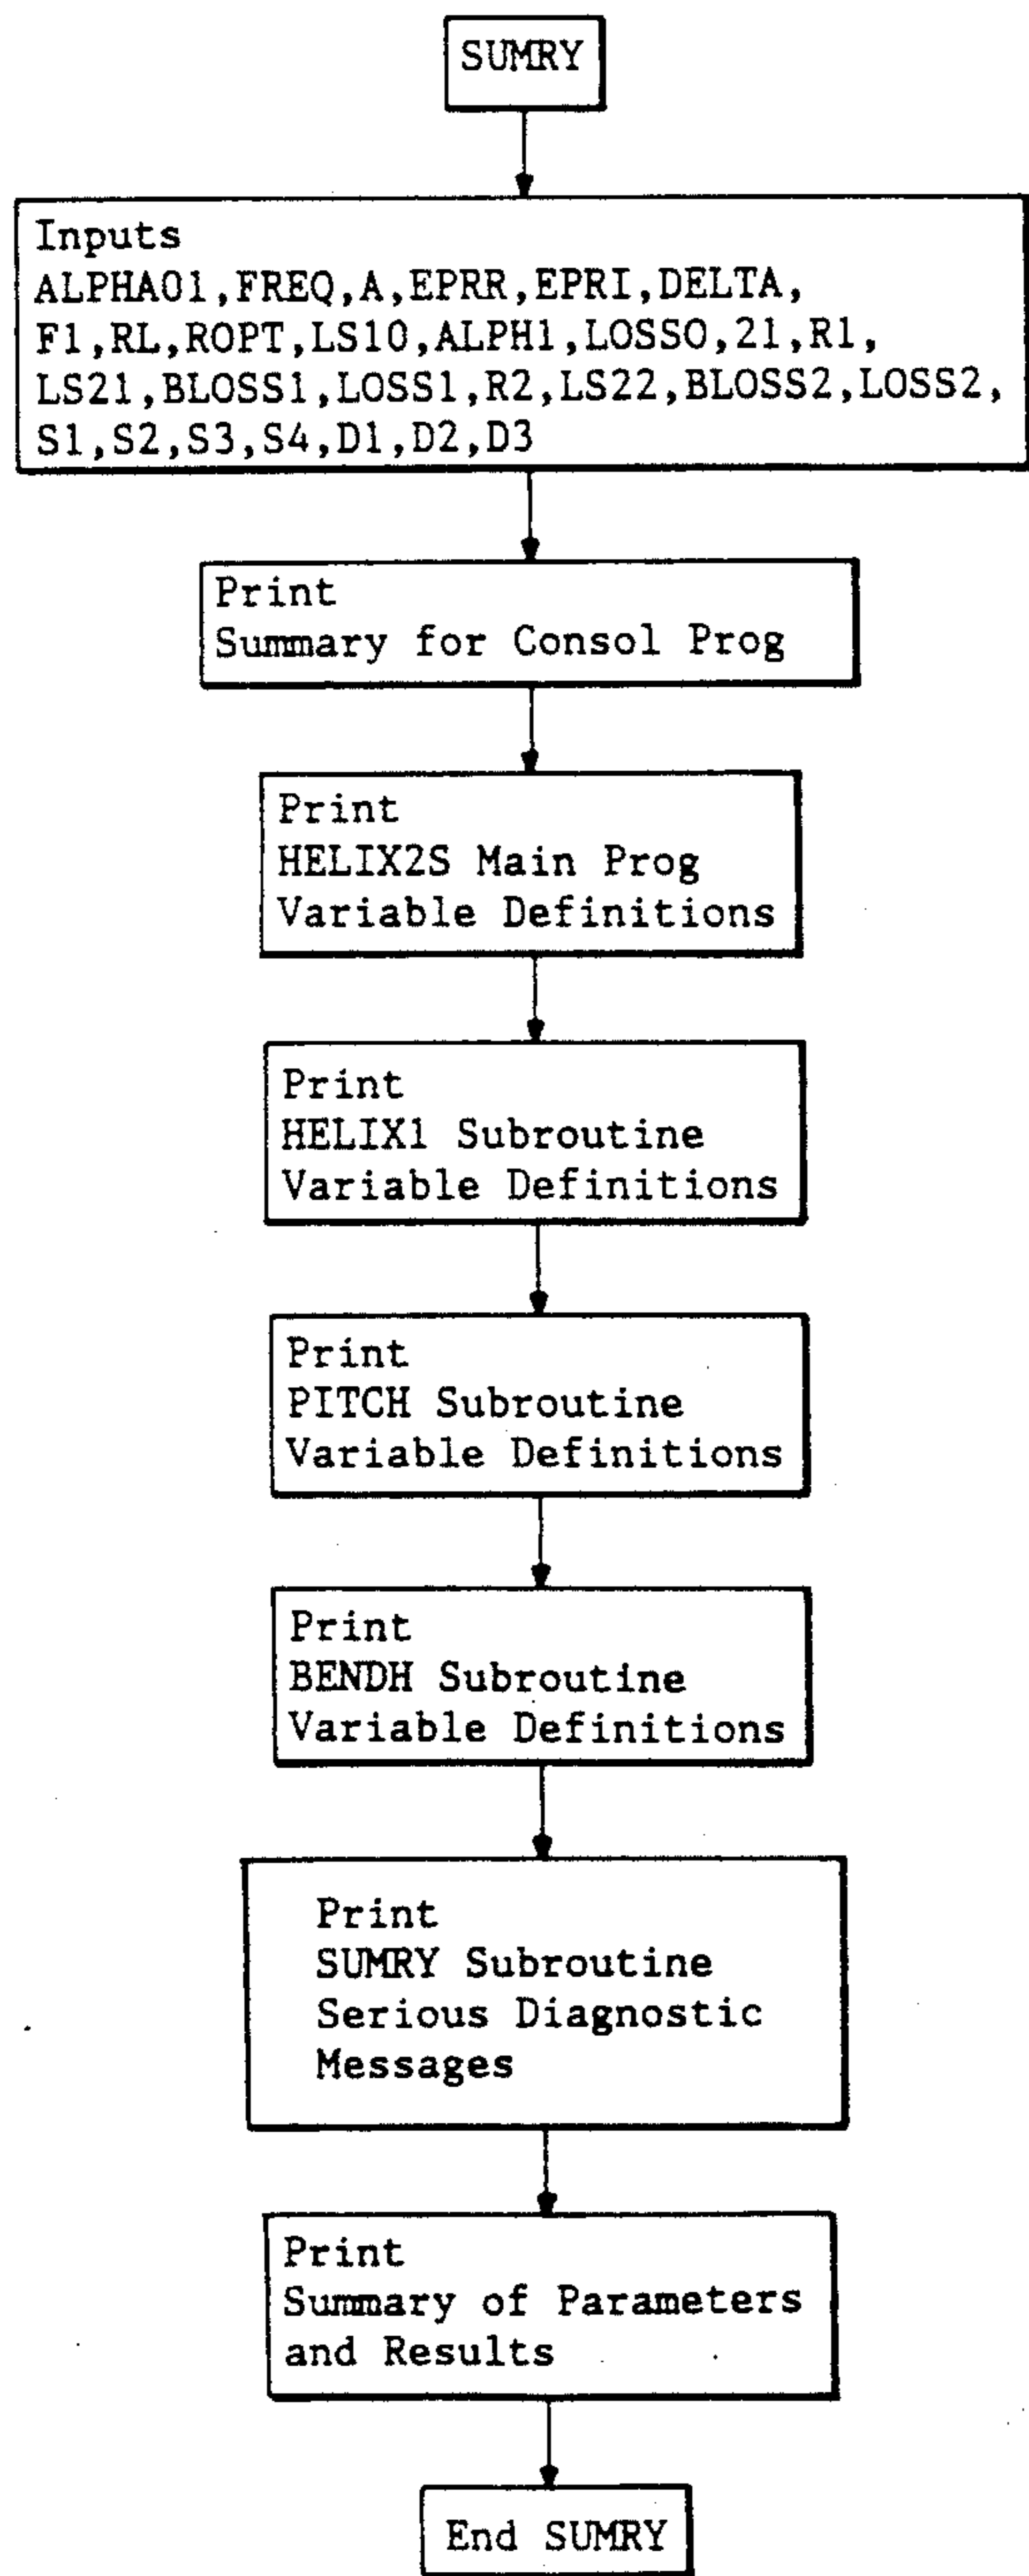 SUMRY
Inputs
ALPHA01,FREQ,A,EPRR,EPRI,DELTA,
F1,RL,ROPT,LS10,ALPH1,LOSSO,21,R1,
LS21,BLOSS1,LOSS1,R2,LS22,BLOSS2,LOSS2,
S1,S2,S3,S4,D1,D2,D3
Print
Summary for Consol Prog
Print
HELIX2S Main Prog
Variable Definitions
Print
HELIX1 Subroutine
Variable Definitions
Print
PITCH Subroutine
Variable Definitions
Print
BENDH Subroutine
Variable Definitions
Print
SUMRY Subroutine
Serious Diagnostic
Messages
Print
Summary of Parameters
and Results
End SUMRY